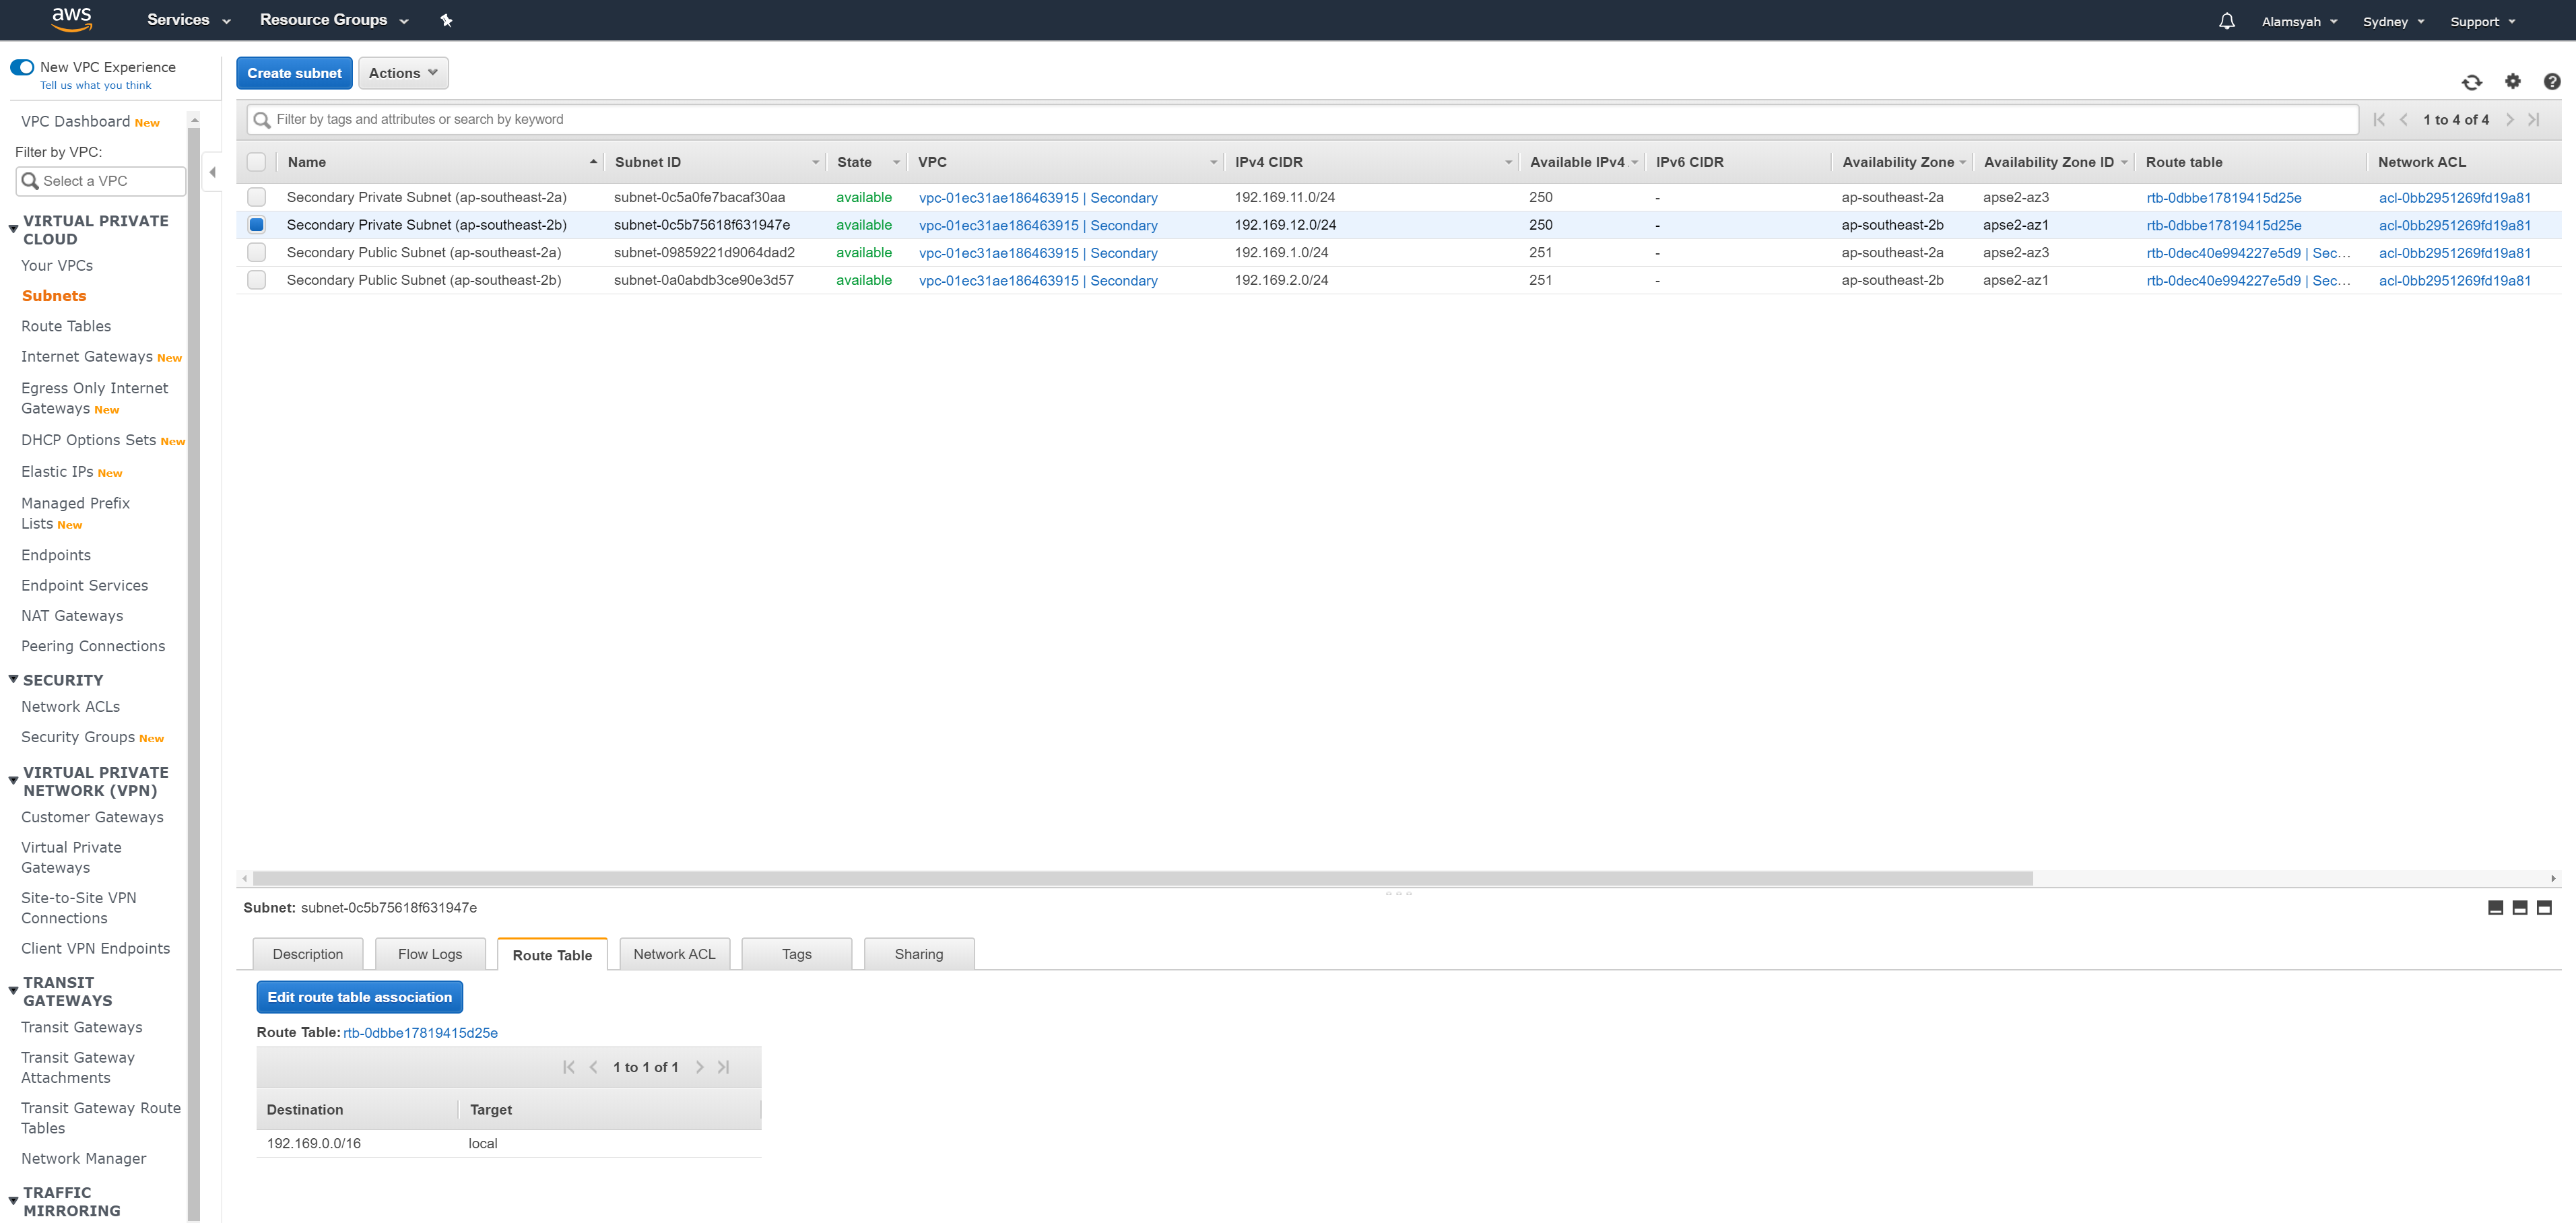 aws Services Resource Groups Alamsyah Sydney Support
New VPC Experience
Tell us what you think
VPC Dashboard New
Filter by VPC:
Select a VPC
VIRTUAL PRIVATE
CLOUD
Your VPCs
Subnets
Route Tables
Internet Gateways New
Egress Only Internet
Gateways New
DHCP Options Sets New
Elastic IPs New
Managed Prefix
Lists New
Endpoints
Endpoint Services
NAT Gateways
Peering Connections
SECURITY
Network ACLs
Security Groups New
VIRTUAL PRIVATE
NETWORK (VPN)
Customer Gateways
Virtual Private
Gateways
Site-to-Site VPN
Connections
Client VPN Endpoints
TRANSIT
GATEWAYS
Transit Gateways
Transit Gateway
Attachments
Transit Gateway Route
Tables
Network Manager
TRAFFIC
MIRRORING
Create subnet Actions
Filter by tags and attributes or search by keyword 1 to 4 of 4
Name Subnet ID State VPC IPv4 CIDR Available IPv4 IPv6 CIDR Availability Zone Availability Zone ID Route table Network ACL
Secondary Private Subnet (ap-southeast-2a) subnet-0c5a0fe7bacaf30aa available vpc-01ec31ae186463915 | Secondary 192.169.11.0/24 250 - ap-southeast-2a apse2-az3 rtb-0dbbe17819415d25e acl-0bb2951269fd19a81
Secondary Private Subnet (ap-southeast-2b) subnet-0c5b75618f631947e available vpc-01ec31ae186463915 | Secondary 192.169.12.0/24 250 - ap-southeast-2b apse2-az1 rtb-0dbbe17819415d25e acl-0bb2951269fd19a81
Secondary Public Subnet (ap-southeast-2a) subnet-09859221d9064dad2 available vpc-01ec31ae186463915 | Secondary 192.169.1.0/24 251 - ap-southeast-2a apse2-az3 rtb-0dec40e994227e5d9 | Sec... acl-0bb2951269fd19a81
Secondary Public Subnet (ap-southeast-2b) subnet-0a0abdb3ce90e3d57 available vpc-01ec31ae186463915 | Secondary 192.169.2.0/24 251 - ap-southeast-2b apse2-az1 rtb-0dec40e994227e5d9 | Sec... acl-0bb2951269fd19a81
Subnet: subnet-0c5b75618f631947e
Description Flow Logs Route Table Network ACL Tags Sharing
Edit route table association
Route Table: rtb-0dbbe17819415d25e
1 to 1 of 1
Destination Target
192.169.0.0/16 local